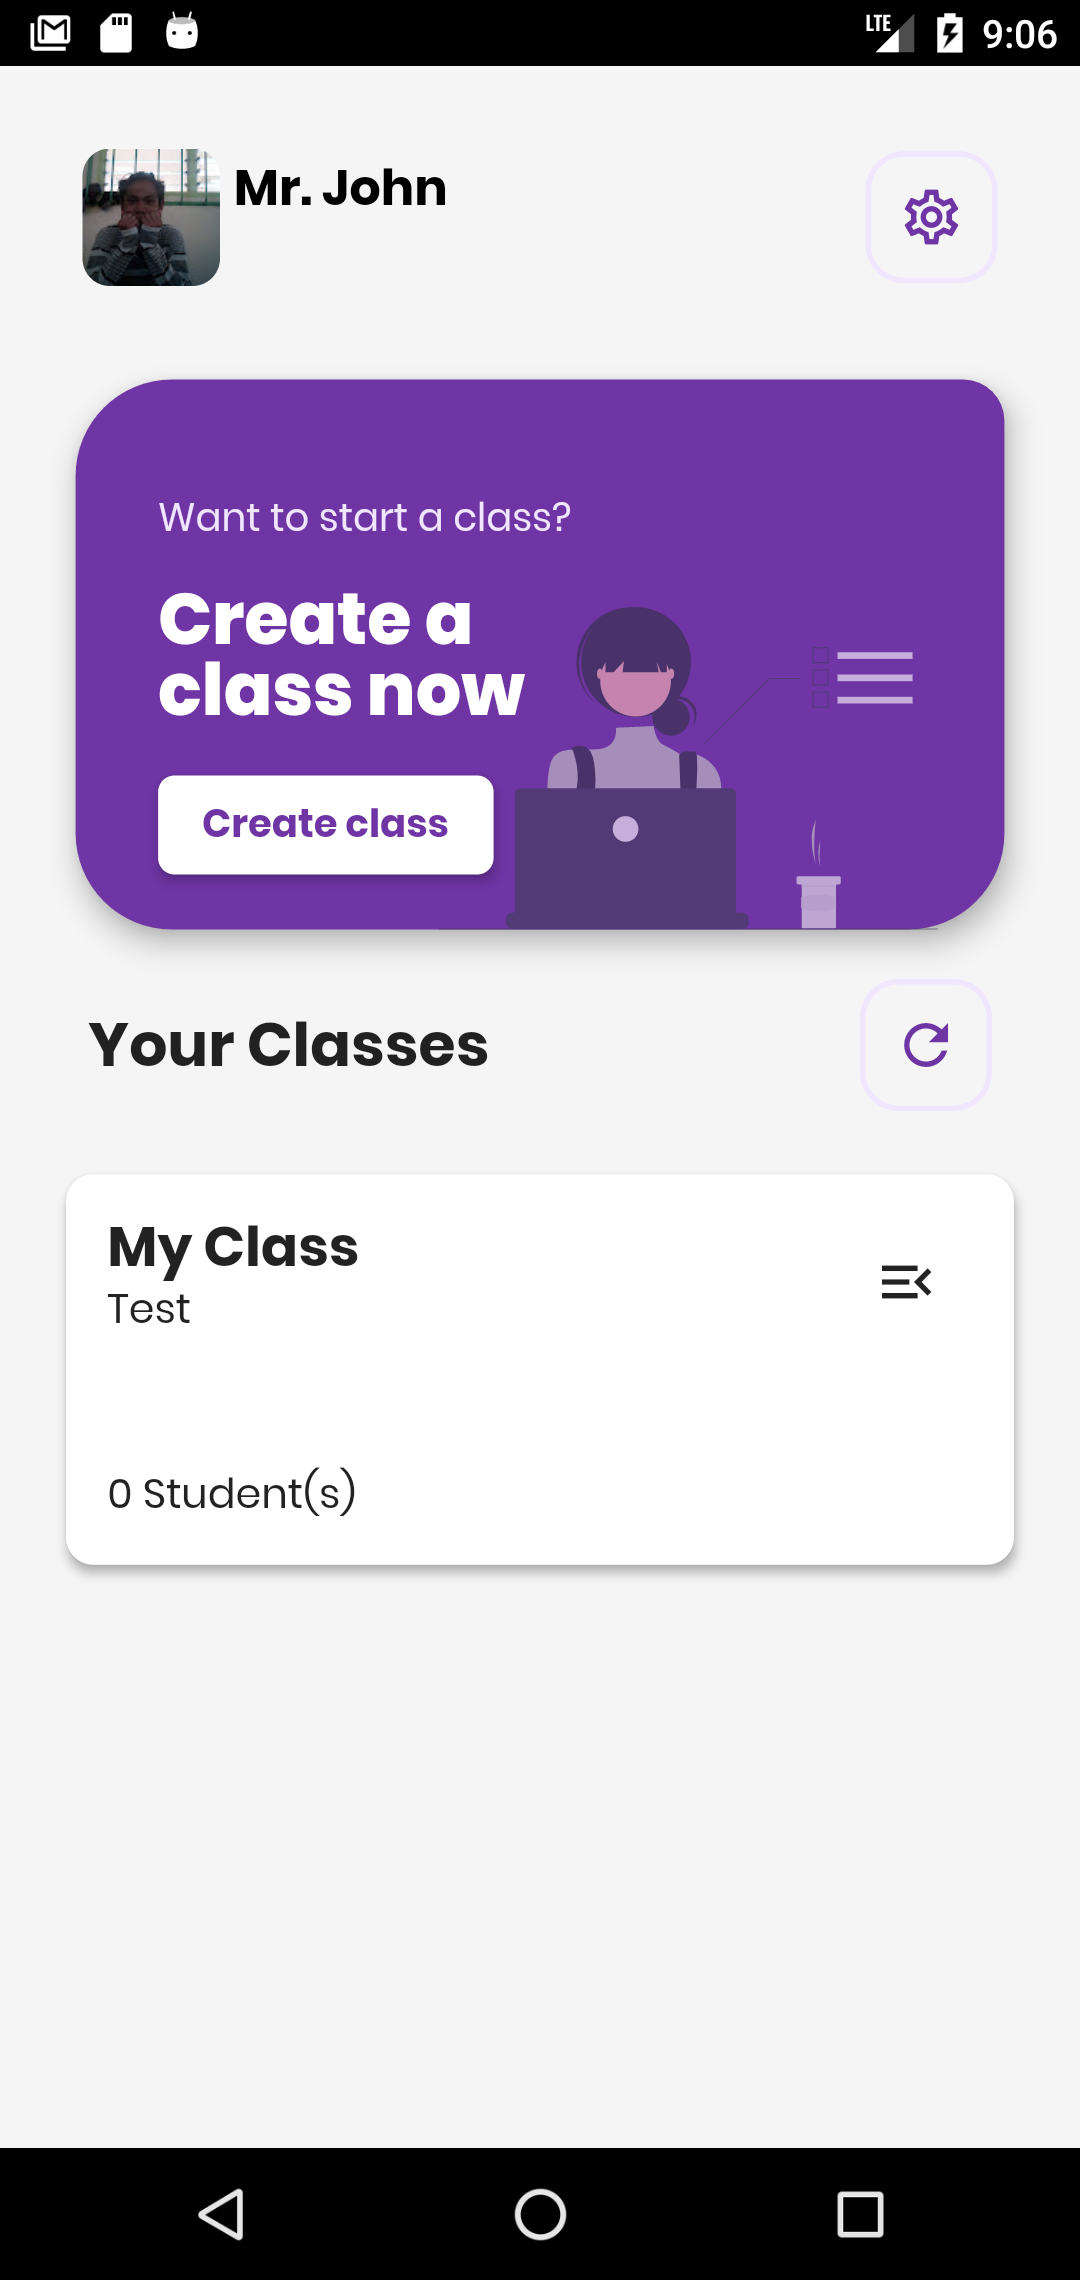 LTE 9:06
Mr. John
Want to start a class?
Create a
class now
Create class
Your Classes
My Class
Test
0 Student(s)